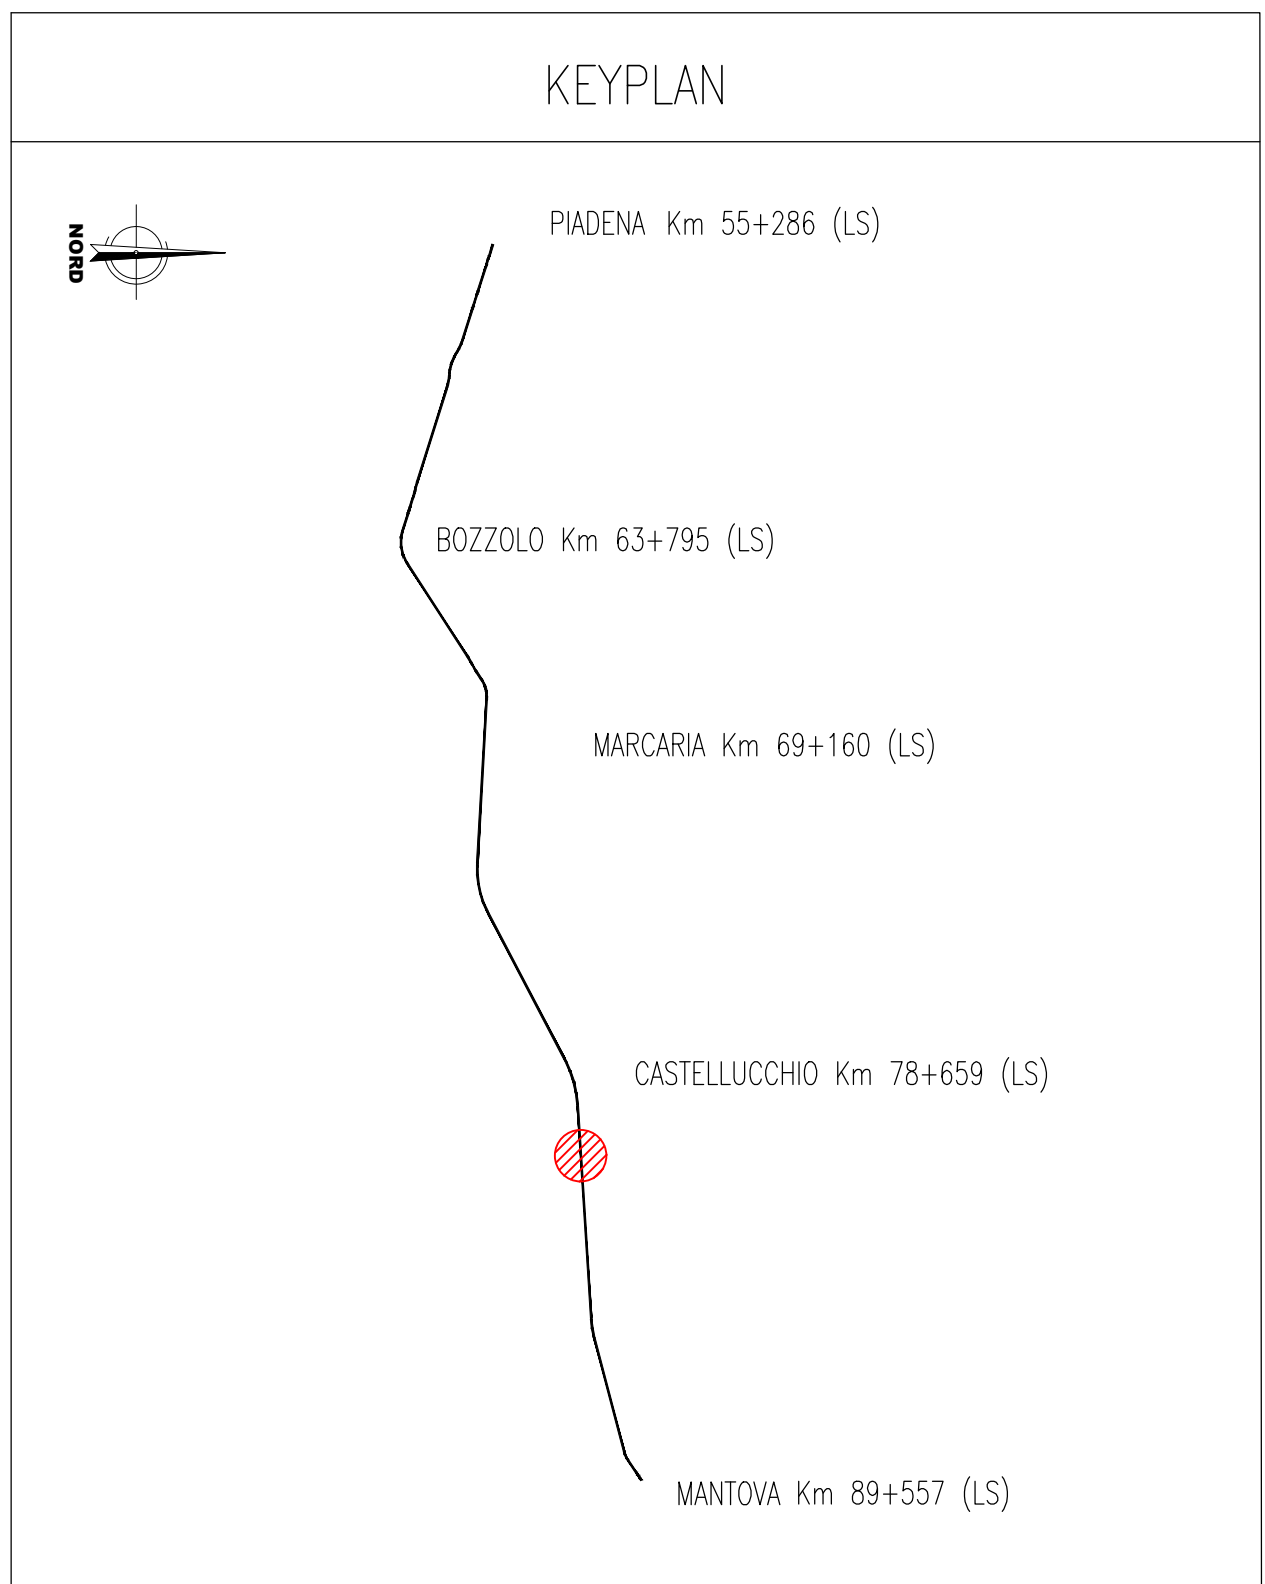 KEYPLAN
NORD
PIADENA Km 55+286 (LS)
BOZZOLO Km 63+795 (LS)
MARCARIA Km 69+160 (LS)
CASTELLUCCHIO Km 78+659 (LS)
MANTOVA Km 89+557 (LS)